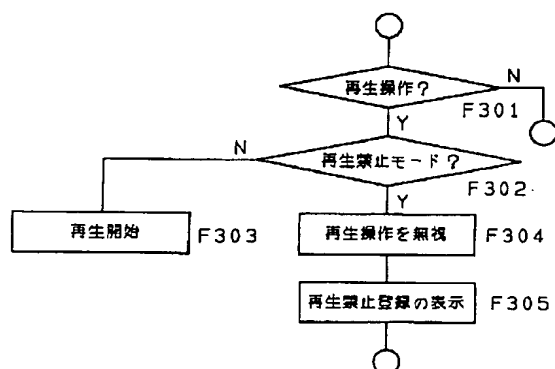 再生操作?
N
F301
Y
N
再生禁止モード?
F302
Y
再生開始
F303
再生操作を無視
F304
再生禁止登録の表示
F305